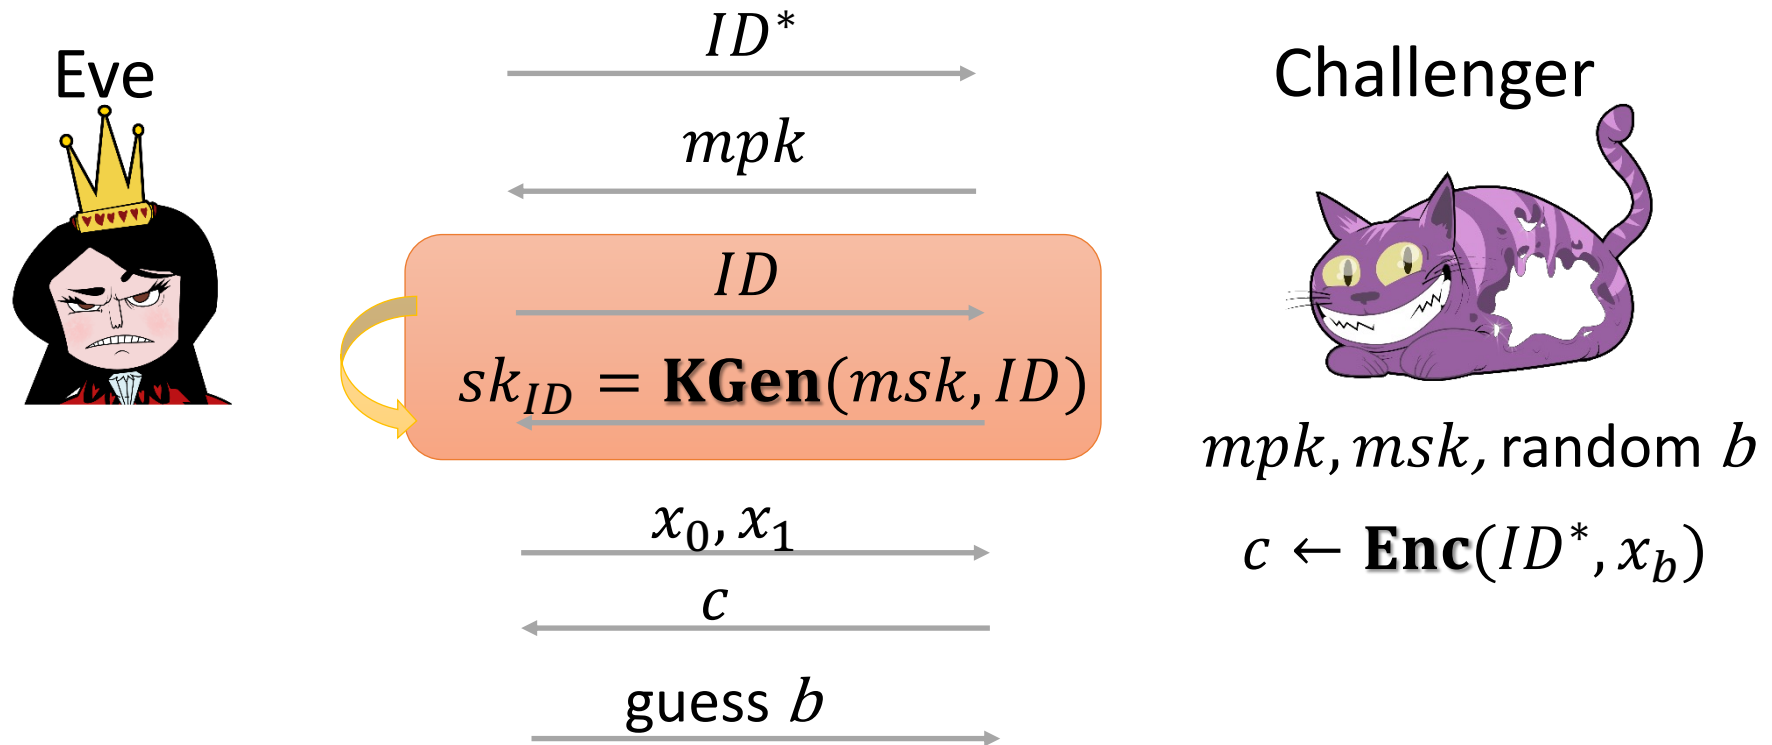 Eve
ID*
Challenger
mpk
ID
sk_ID = KGen(msk, ID)
mpk, msk, random b
x_0, x_1
c ← Enc(ID*, x_b)
c
guess b